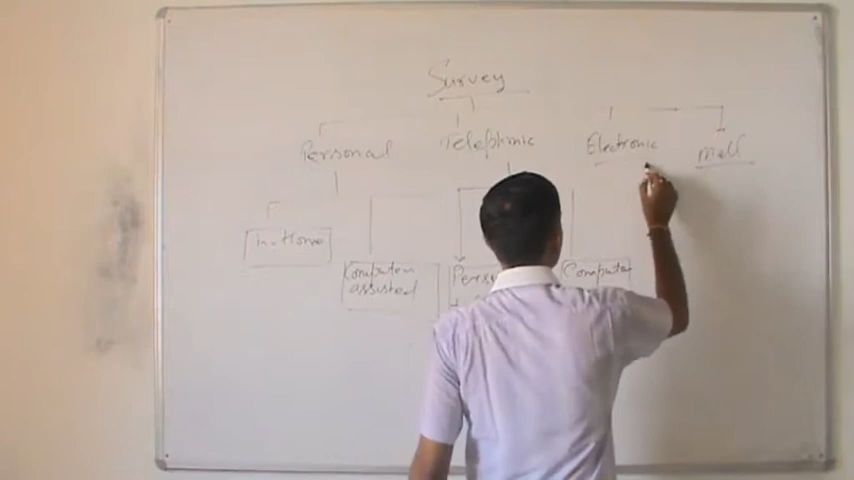 Survey
Personal
Telephonic
Electronic
Mail
In-Home
Computer
assisted
Computer